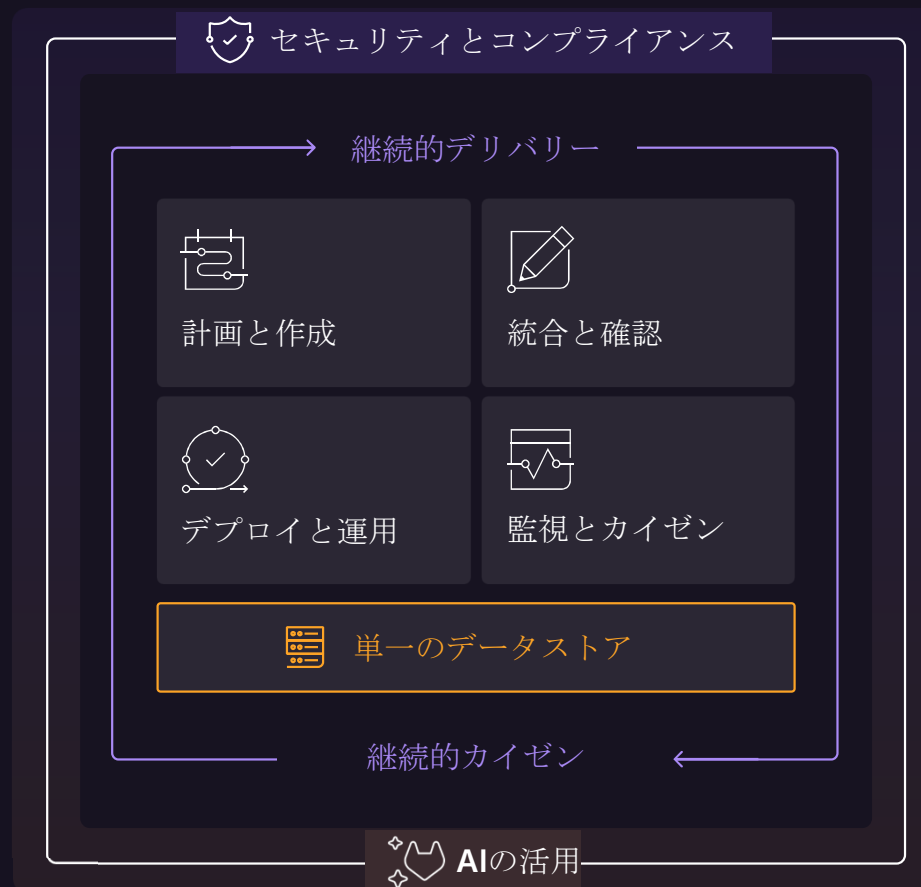 セキュリティとコンプライアンス
継続的デリバリー
計画と作成
統合と確認
デプロイと運用
監視とカイゼン
単一のデータストア
継続的カイゼン
AIの活用